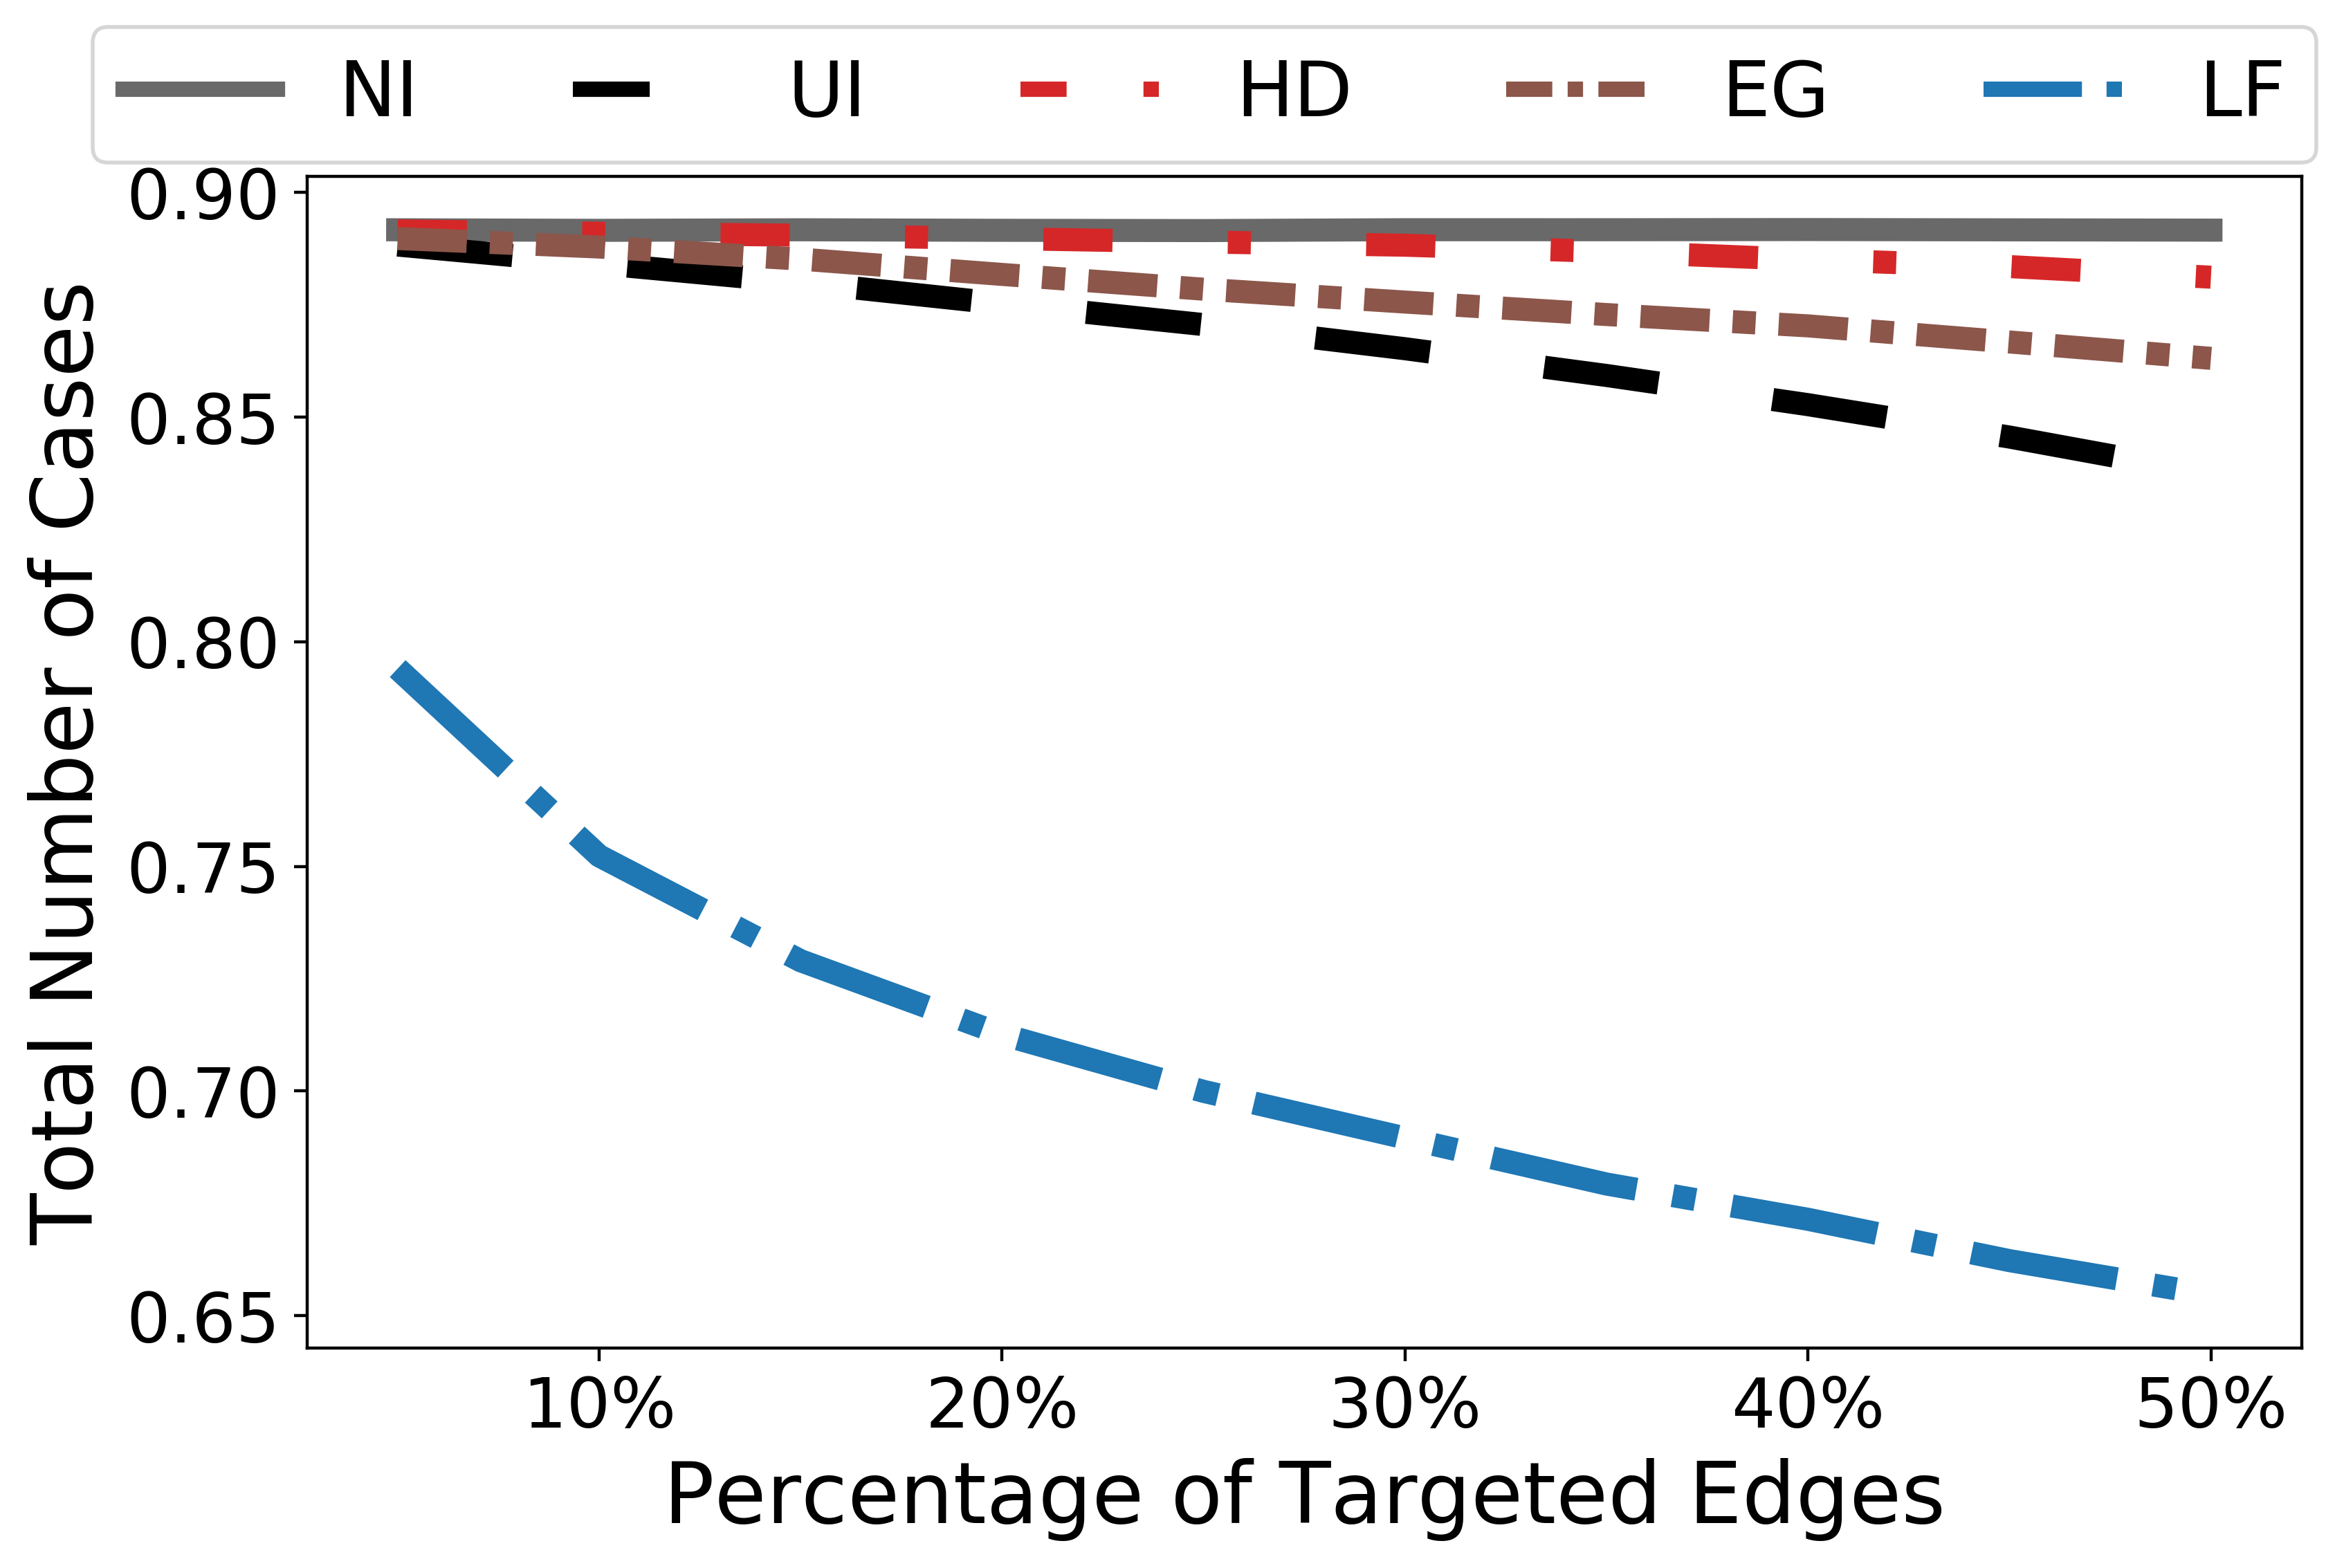 NI UI HD EG LF
0.90
0.85
0.80
0.75
0.70
0.65
Total Number of Cases
10% 20% 30% 40% 50%
Percentage of Targeted Edges